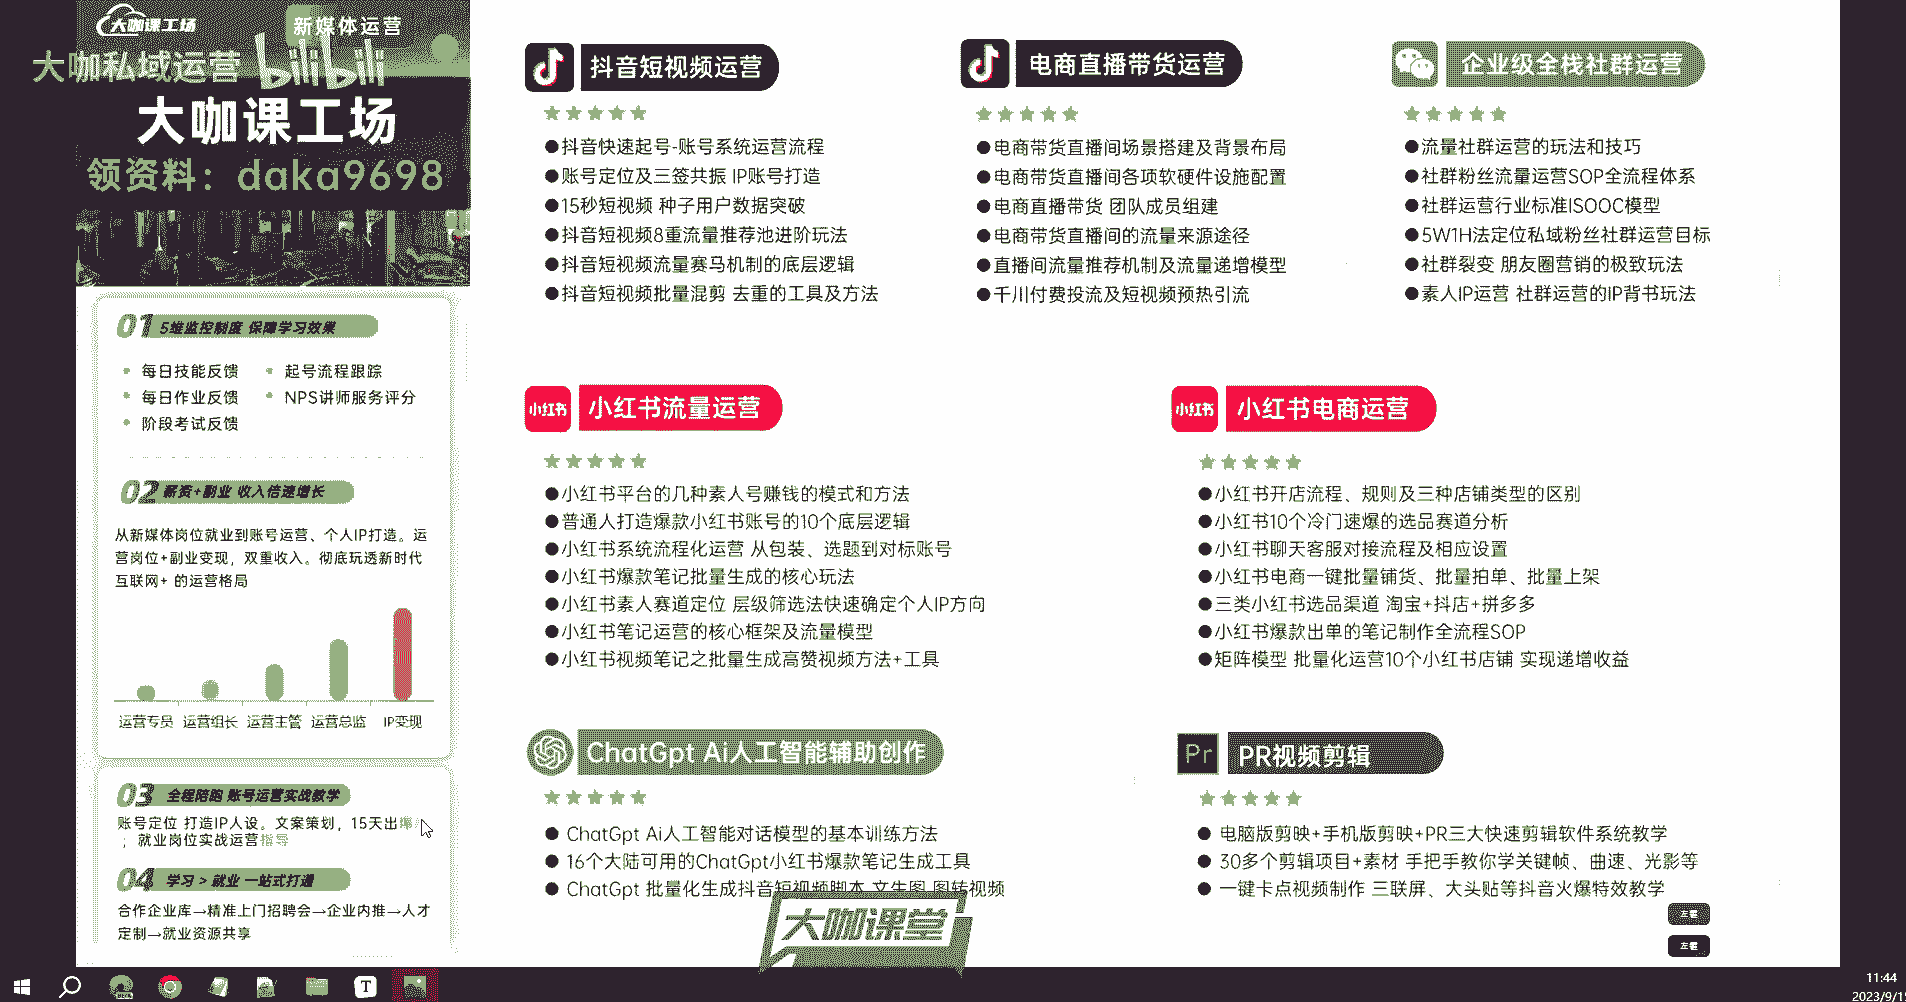 大咖课工场
新媒体运营
大咖私域运营 bilibili
大咖课工场
领资料：daka9698
01 5维监控制度 保障学习效果
每日技能反馈
起号流程跟踪
每日作业反馈
NPS讲师服务评分
阶段考试反馈
02 薪资+副业 收入倍速增长
从新媒体岗位就业到账号运营、个人IP打造。运
营岗位+副业变现，双重收入。彻底玩透新时代
互联网+ 的运营格局
运营专员 运营组长 运营主管 运营总监 IP变现
03 全程陪跑 账号运营实战教学
账号定位 打造IP人设。文案策划，15天出爆
；就业岗位实战运营指导
04 学习 > 就业 一站式打通
合作企业库→精准上门招聘会→企业内推→人才
定制→就业资源共享
抖音短视频运营
●抖音快速起号-账号系统运营流程
●账号定位及三签共振 IP账号打造
●15秒短视频 种子用户数据突破
●抖音短视频8重流量推荐池进阶玩法
●抖音短视频流量赛马机制的底层逻辑
●抖音短视频批量混剪 去重的工具及方法
电商直播带货运营
●电商带货直播间场景搭建及背景布局
●电商带货直播间各项软硬件设施配置
●电商直播带货 团队成员组建
●电商带货直播间的流量来源途径
●直播间流量推荐机制及流量递增模型
●千川付费投流及短视频预热引流
企业级全栈社群运营
●流量社群运营的玩法和技巧
●社群粉丝流量运营SOP全流程体系
●社群运营行业标准ISOOC模型
●5W1H法定位私域粉丝社群运营目标
●社群裂变 朋友圈营销的极致玩法
●素人IP运营 社群运营的IP背书玩法
小红书 小红书流量运营
●小红书平台的几种素人号赚钱的模式和方法
●普通人打造爆款小红书账号的10个底层逻辑
●小红书系统流程化运营 从包装、选题到对标账号
●小红书爆款笔记批量生成的核心玩法
●小红书素人赛道定位 层级筛选法快速确定个人IP方向
●小红书笔记运营的核心框架及流量模型
●小红书视频笔记之批量生成高赞视频方法+工具
小红书 小红书电商运营
●小红书开店流程、规则及三种店铺类型的区别
●小红书10个冷门速爆的选品赛道分析
●小红书聊天客服对接流程及相应设置
●小红书电商一键批量铺货、批量拍单、批量上架
●三类小红书选品渠道 淘宝+抖店+拼多多
●小红书爆款出单的笔记制作全流程SOP
●矩阵模型 批量化运营10个小红书店铺 实现递增收益
ChatGpt Ai人工智能辅助创作
● ChatGpt Ai人工智能对话模型的基本训练方法
● 16个大陆可用的ChatGpt小红书爆款笔记生成工具
● ChatGpt 批量化生成抖音短视频脚本 文生图 图转视频
Pr PR视频剪辑
● 电脑版剪映+手机版剪映+PR三大快速剪辑软件系统教学
● 30多个剪辑项目+素材 手把手教你学关键帧、曲速、光影等
● 一键卡点视频制作 三联屏、大头贴等抖音火爆特效教学
大咖课堂
左键
左键
T
11:44
2023/9/1